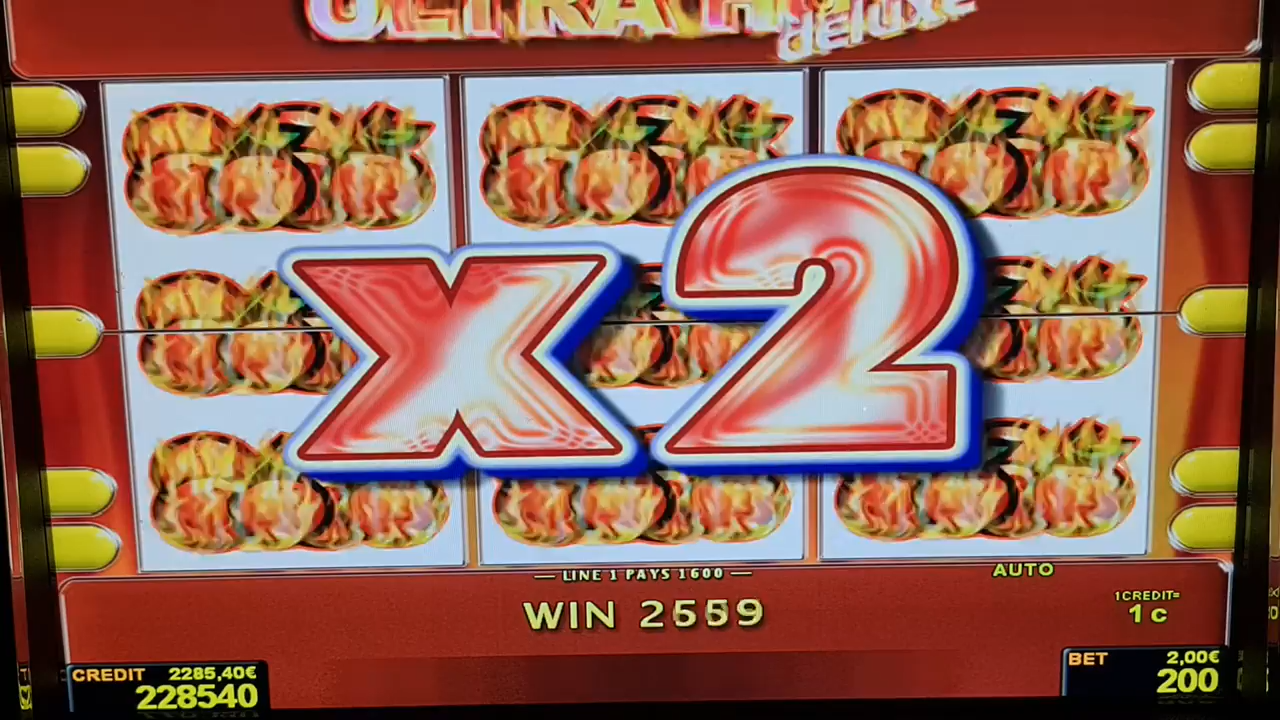 ULTRA H
deluxe
x2
LINE 1 PAYS 1600
AUTO
WIN 2559
1CREDIT=
1 c
CREDIT 2285,40€
228540
BET 2,00€
200